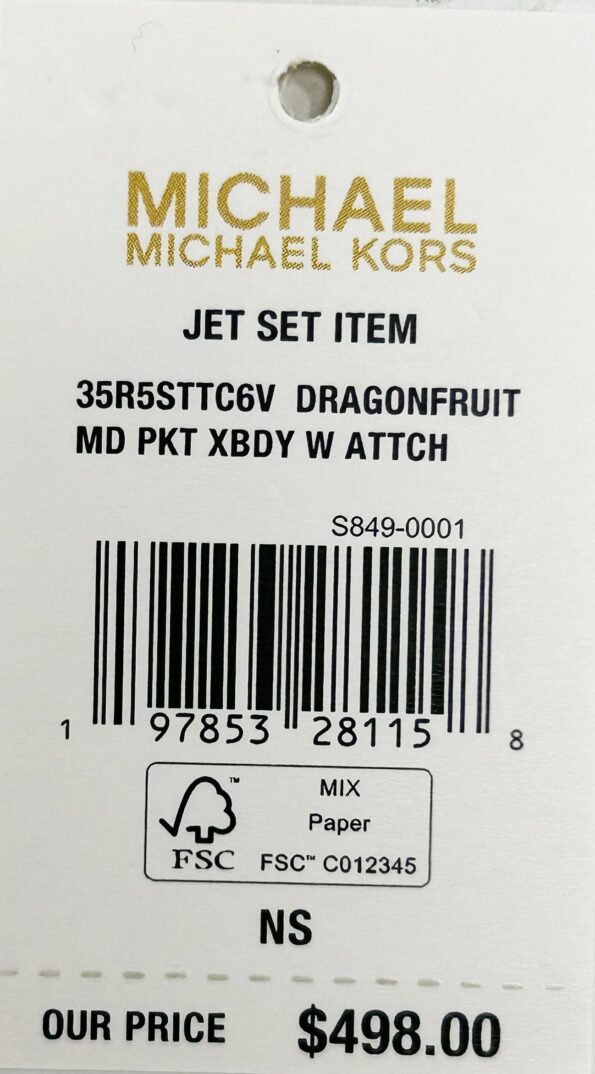 MICHAEL
MICHAEL KORS
JET SET ITEM
35R5STTC6V DRAGONFRUIT
MD PKT XBDY W ATTCH
S849-0001
1 97853 28115 8
FSC™
MIX
Paper
FSC™ C012345
NS
OUR PRICE $498.00